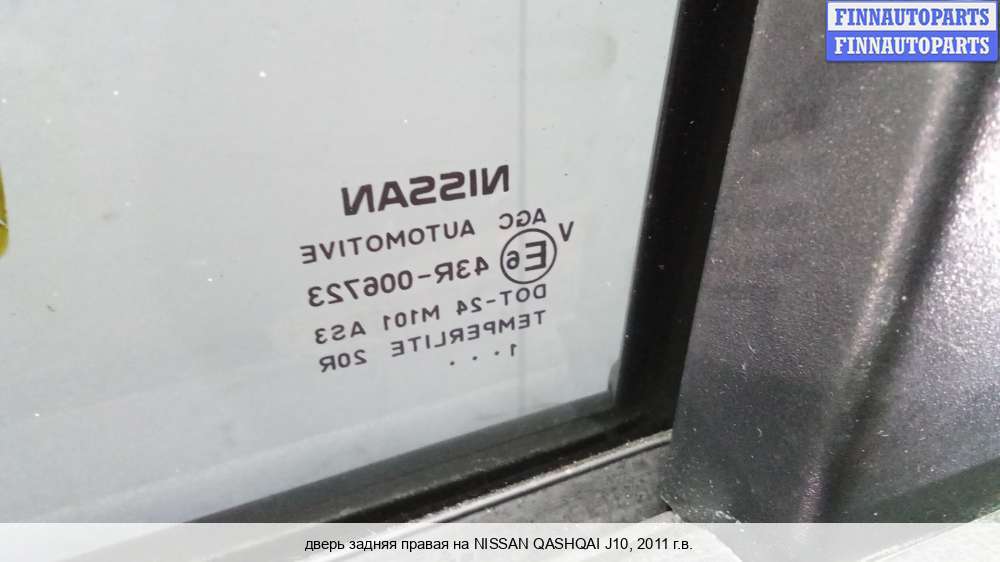 FINNAUTOPARTS
FINNAUTOPARTS
NISSAN
AGC AUTOMOTIVE
V
E6 43R-006723
DOT-24 M101 AS3
TEMPERLITE 20R
1 . . . .
дверь задняя правая на NISSAN QASHQAI J10, 2011 г.в.